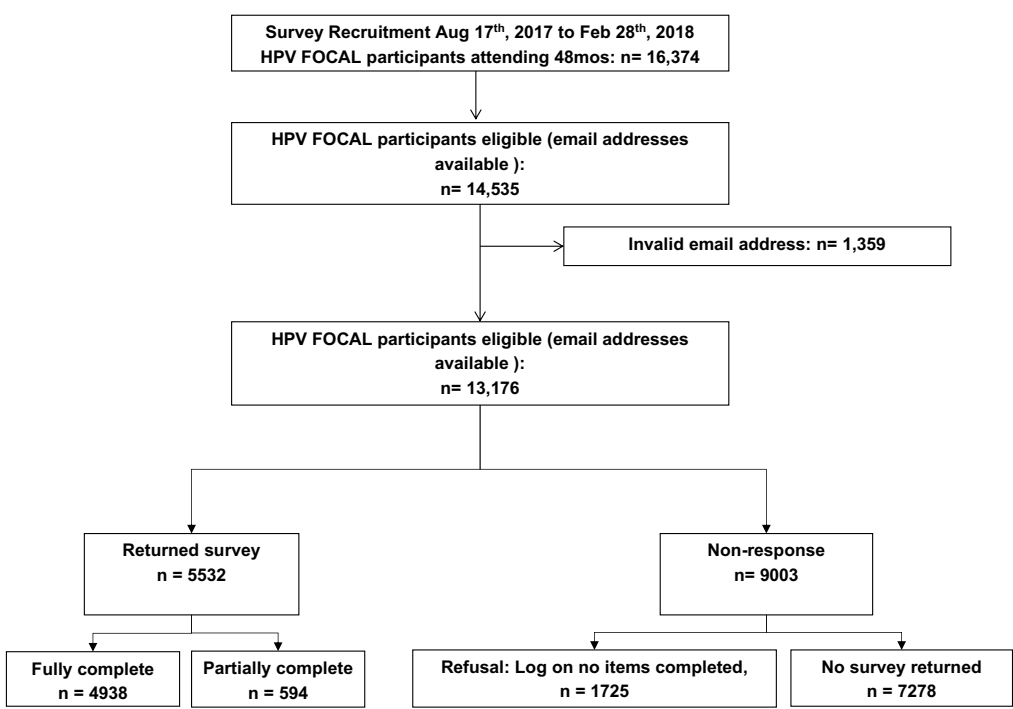 Survey Recruitment Aug 17th, 2017 to Feb 28th, 2018
HPV FOCAL participants attending 48mos: n= 16,374
HPV FOCAL participants eligible (email addresses
available ):
n= 14,535
Invalid email address: n= 1,359
HPV FOCAL participants eligible (email addresses
available ):
n= 13,176
Returned survey
n = 5532
Non-response
n= 9003
Fully complete
n = 4938
Partially complete
n = 594
Refusal: Log on no items completed,
n = 1725
No survey returned
n = 7278